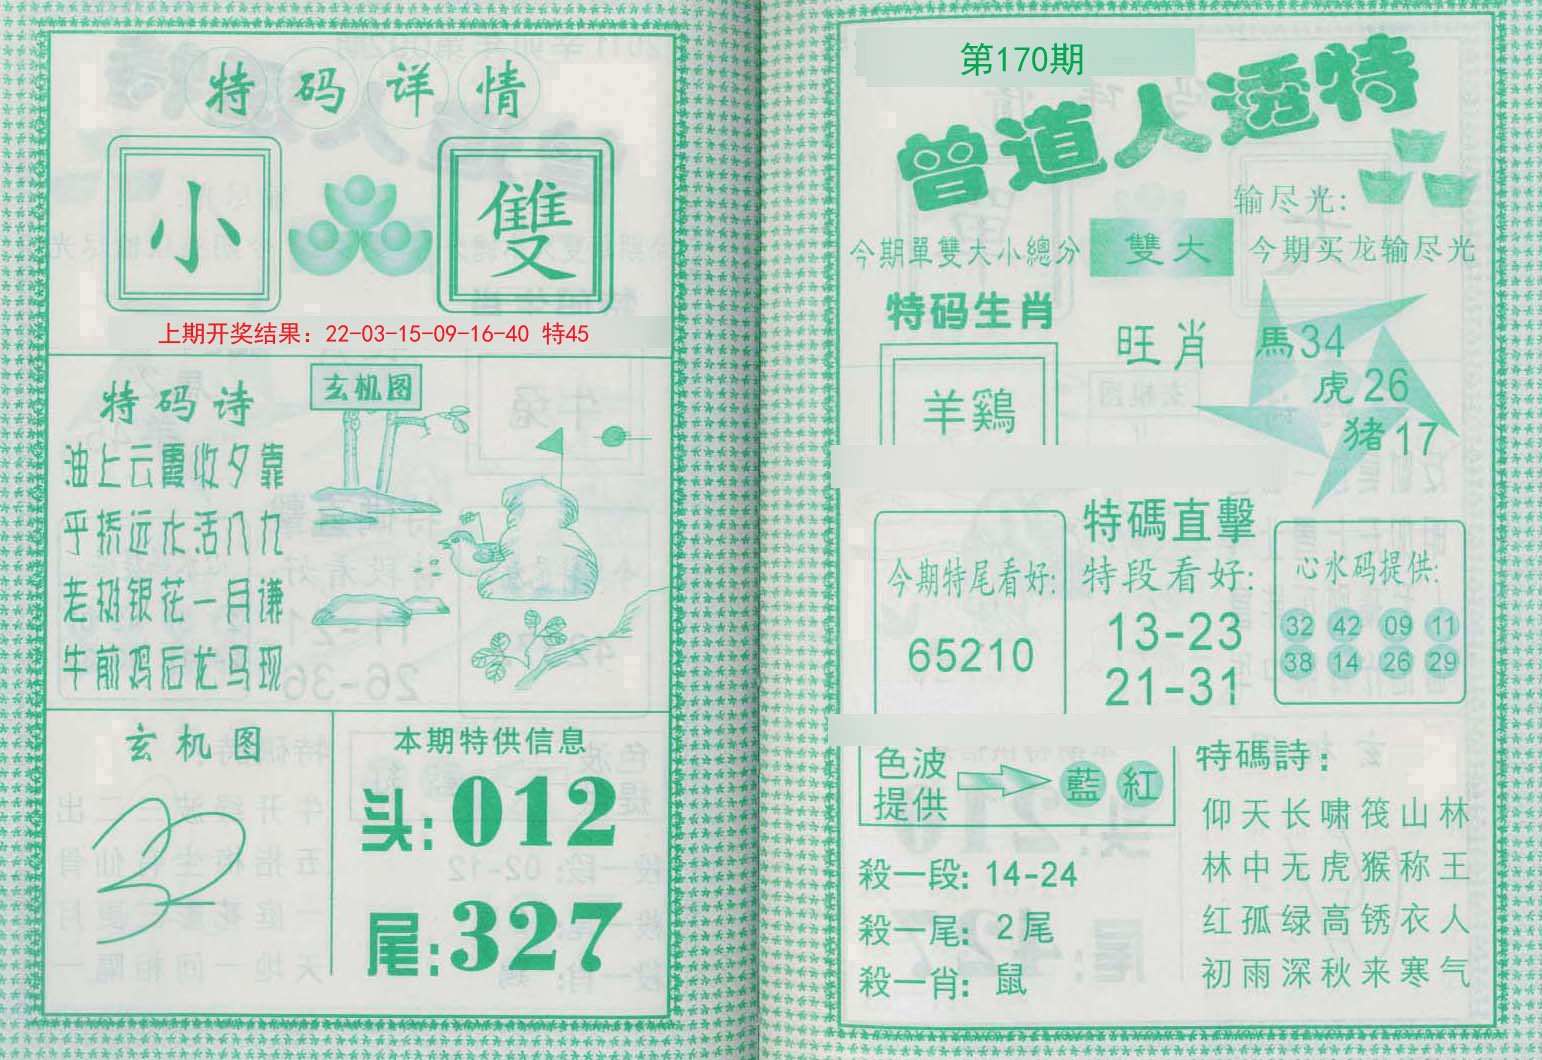 特码详情
小 雙
上期开奖结果：22-03-15-09-16-40 特45
特码诗
油上云霞收夕靠
乎桥远水活八九
老奶银花一月谦
牛前鸡后龙马现
玄机图
玄机图
本期特供信息
头:012
尾:327
第170期
曾道人透特
输尽光:
今期單雙大小總分 雙大 今期买龙输尽光
特码生肖
羊鷄
旺肖
馬34
虎26
猪17
今期特尾看好:
65210
特碼直擊
特段看好:
13-23
21-31
心水码提供:
32 42 09 11
38 14 26 29
色波
提供
藍 紅
殺一段: 14-24
殺一尾: 2尾
殺一肖: 鼠
特碼詩:
仰天长啸筏山林
林中无虎猴称王
红孤绿高锈衣人
初雨深秋来寒气